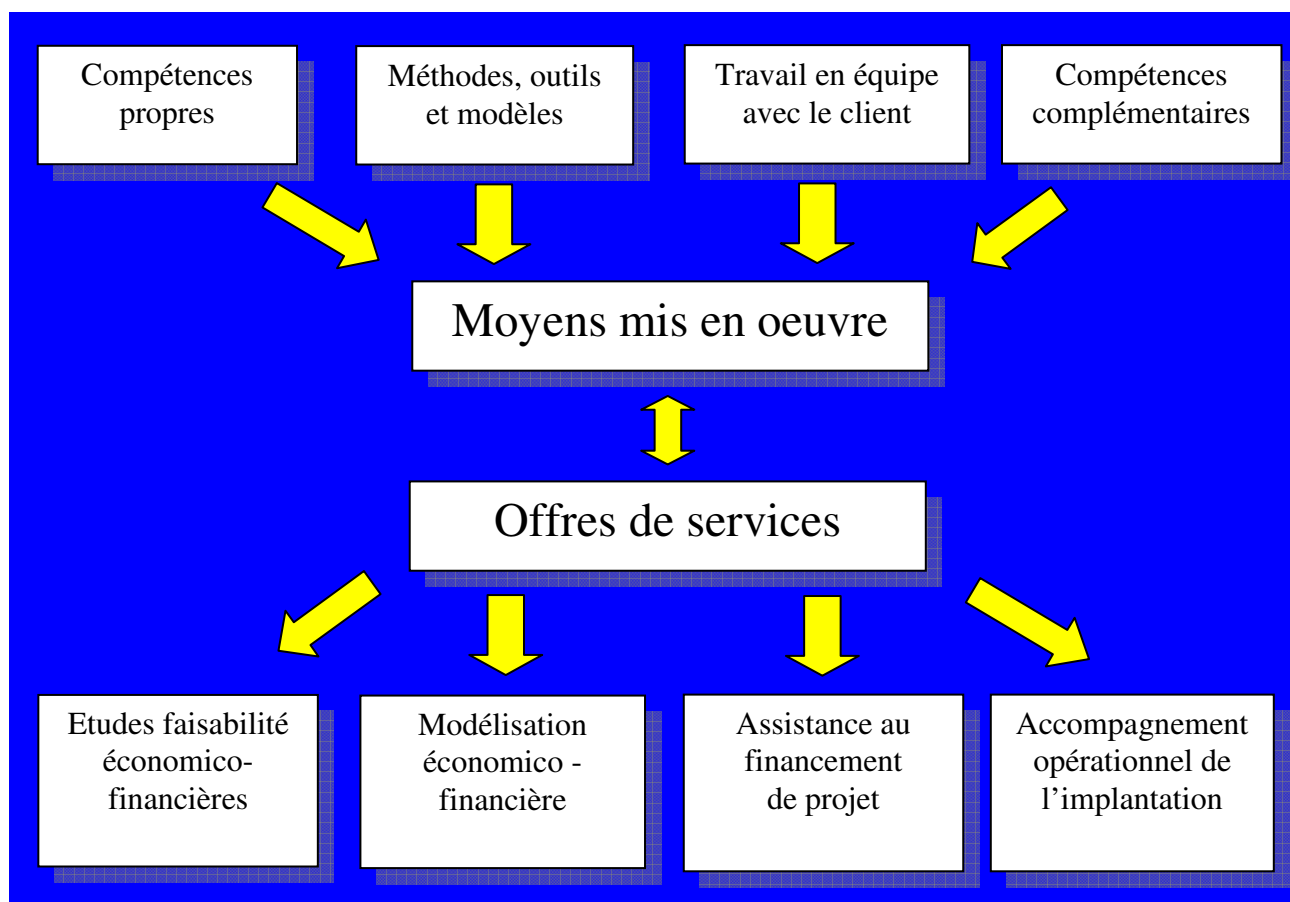 Compétences
propres
Méthodes, outils
et modèles
Travail en équipe
avec le client
Compétences
complémentaires
Moyens mis en oeuvre
Offres de services
Etudes faisabilité
économico-
financières
Modélisation
économico -
financière
Assistance au
financement
de projet
Accompagnement
opérationnel de
l’implantation